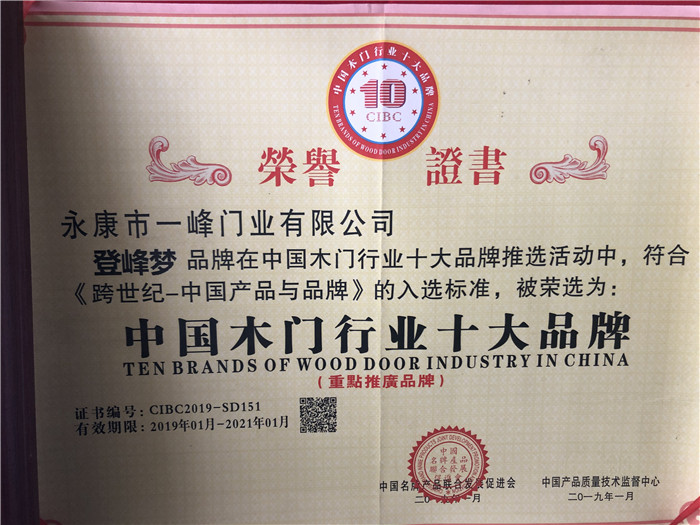 中国木门行业十大品牌
10
CIBC
TEN BRANDS OF WOOD DOOR INDUSTRY IN CHINA
榮譽 證書
永康市一峰门业有限公司
登峰梦 品牌在中国木门行业十大品牌推选活动中，符合
《跨世纪-中国产品与品牌》的入选标准，被荣选为：
中国木门行业十大品牌
TEN BRANDS OF WOOD DOOR INDUSTRY IN CHINA
（重點推廣品牌）
证书编号：CIBC2019-SD151
有效期限：2019年01月-2021年01月
中国名牌产品联合发展促进会 中国产品质量技术监督中心
二〇一九年一月 二〇一九年一月